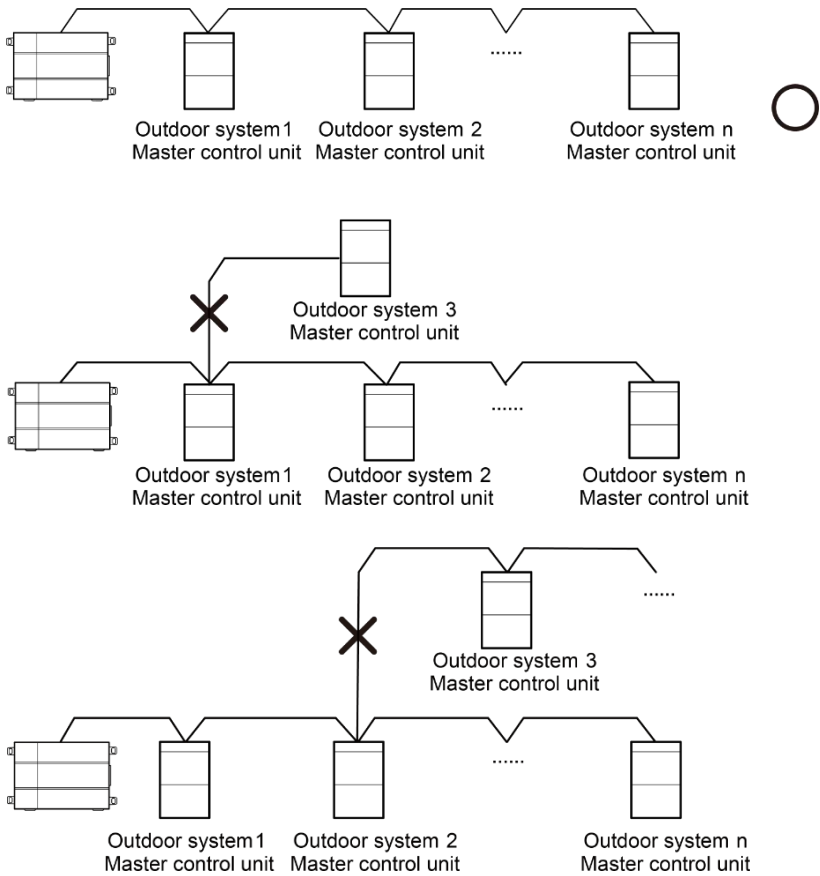 ......
Outdoor system 1
Master control unit
Outdoor system 2
Master control unit
Outdoor system n
Master control unit
Outdoor system 3
Master control unit
......
Outdoor system 1
Master control unit
Outdoor system 2
Master control unit
Outdoor system n
Master control unit
......
Outdoor system 3
Master control unit
......
Outdoor system 1
Master control unit
Outdoor system 2
Master control unit
Outdoor system n
Master control unit